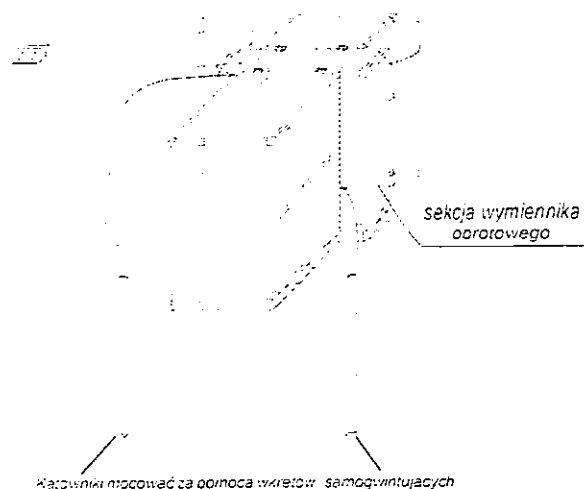 sekcja wymiennika
obrotowego
Kątowniki mocować za pomocą wkrętów samogwintujących